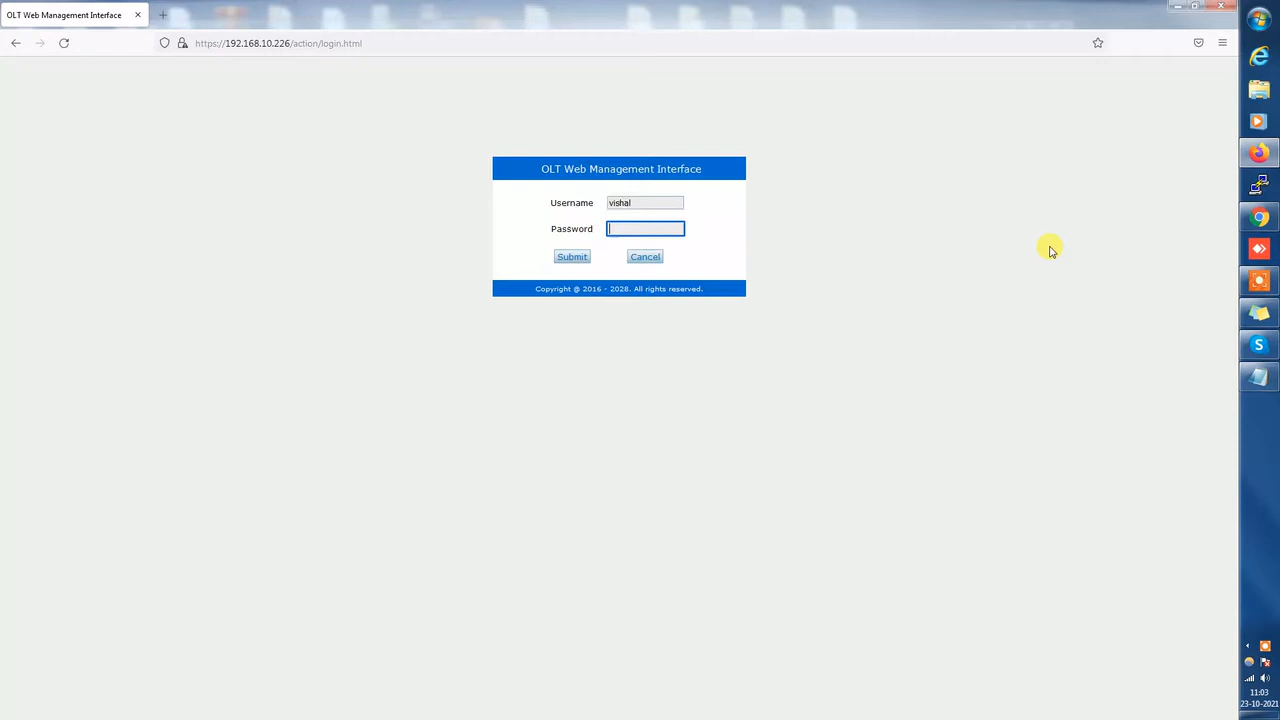 OLT Web Management Interface
https://192.168.10.226/action/login.html
OLT Web Management Interface
Username vishal
Password
Submit Cancel
Copyright @ 2016 - 2028. All rights reserved.
11:03
23-10-2021